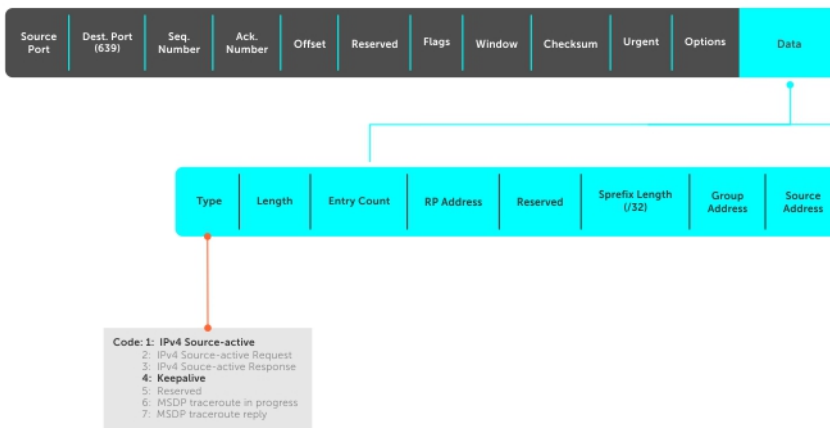 Source Port
Dest. Port (639)
Seq. Number
Ack. Number
Offset
Reserved
Flags
Window
Checksum
Urgent
Options
Data
Type
Length
Entry Count
RP Address
Reserved
Sprefix Length (/32)
Group Address
Source Address
Code: 1: IPv4 Source-active
2: IPv4 Source-active Request
3: IPv4 Souce-active Response
4: Keepalive
5: Reserved
6: MSDP traceroute in progress
7: MSDP traceroute reply